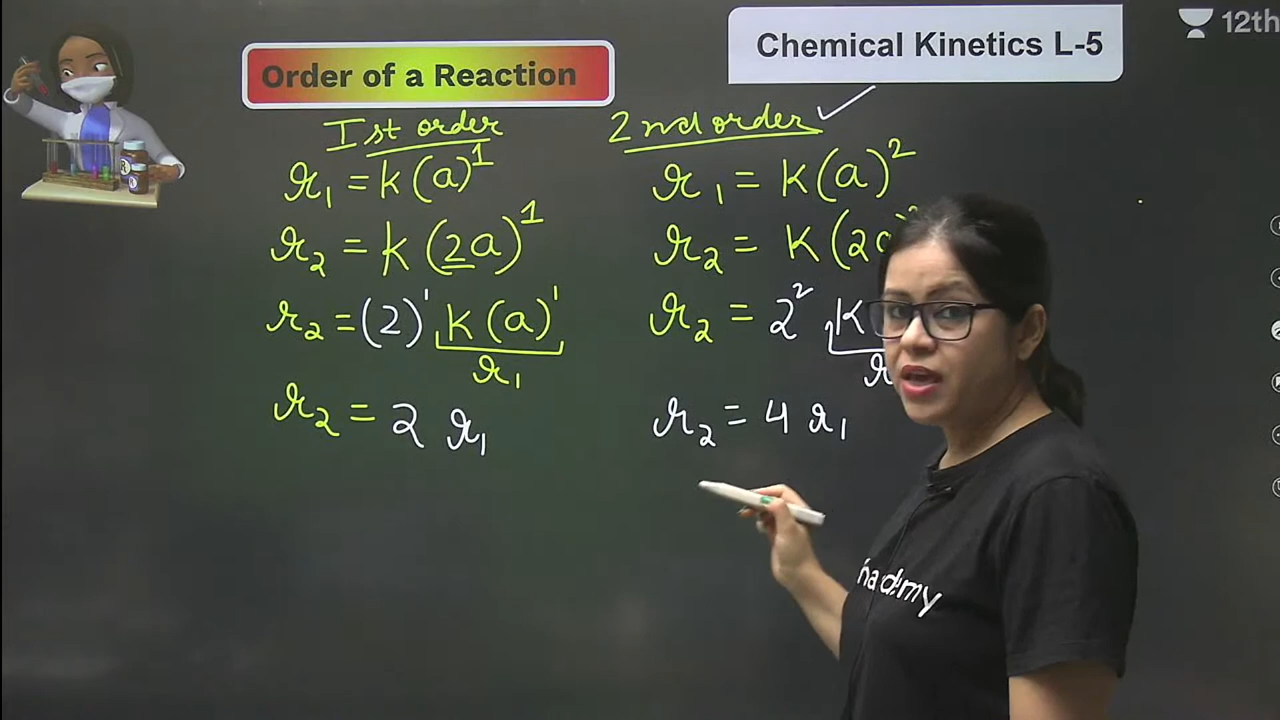 Chemical Kinetics L-5
12th
Order of a Reaction
Ist order
r₁ = k(a)¹
r₂ = k(2a)¹
r₂ = (2)¹ k(a)¹
r₁
r₂ = 2 r₁
2nd order ✓
r₁ = K(a)²
r₂ = K(2a)²
r₂ = 2² K
r₂ = 4 r₁